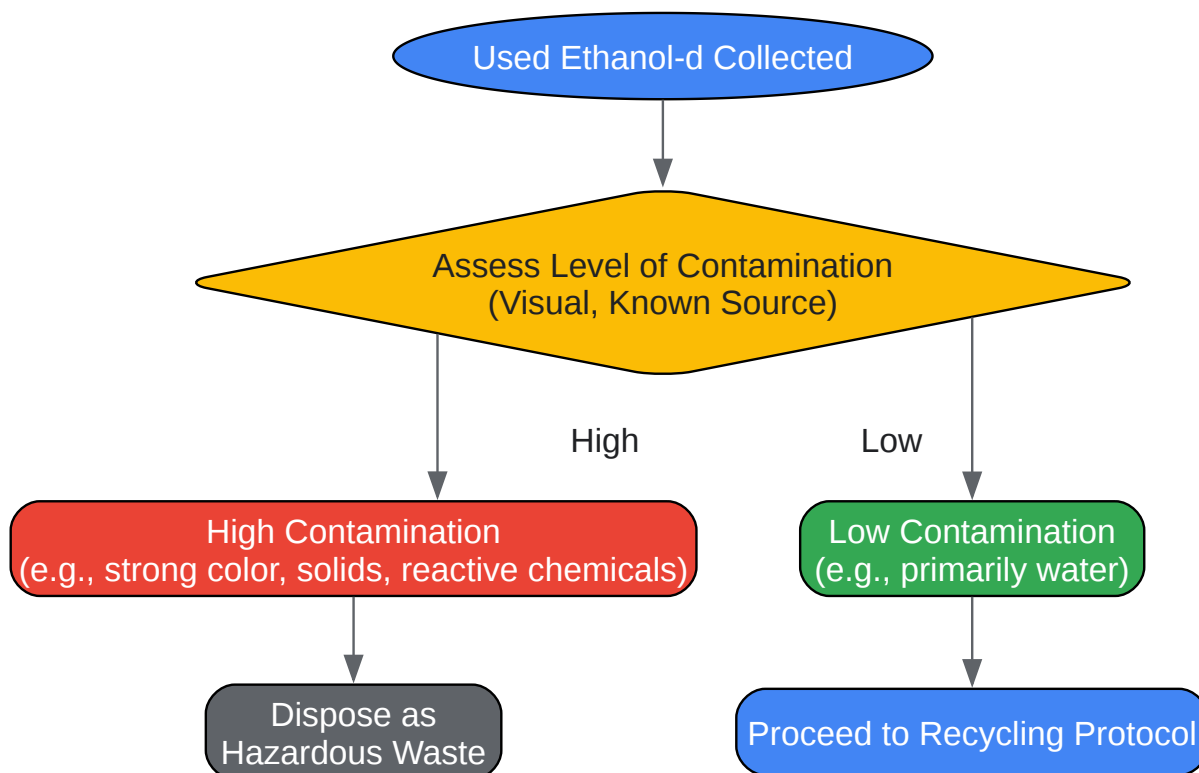 Used Ethanol-d Collected
Assess Level of Contamination
(Visual, Known Source)
High
Low
High Contamination
(e.g., strong color, solids, reactive chemicals)
Low Contamination
(e.g., primarily water)
Dispose as
Hazardous Waste
Proceed to Recycling Protocol